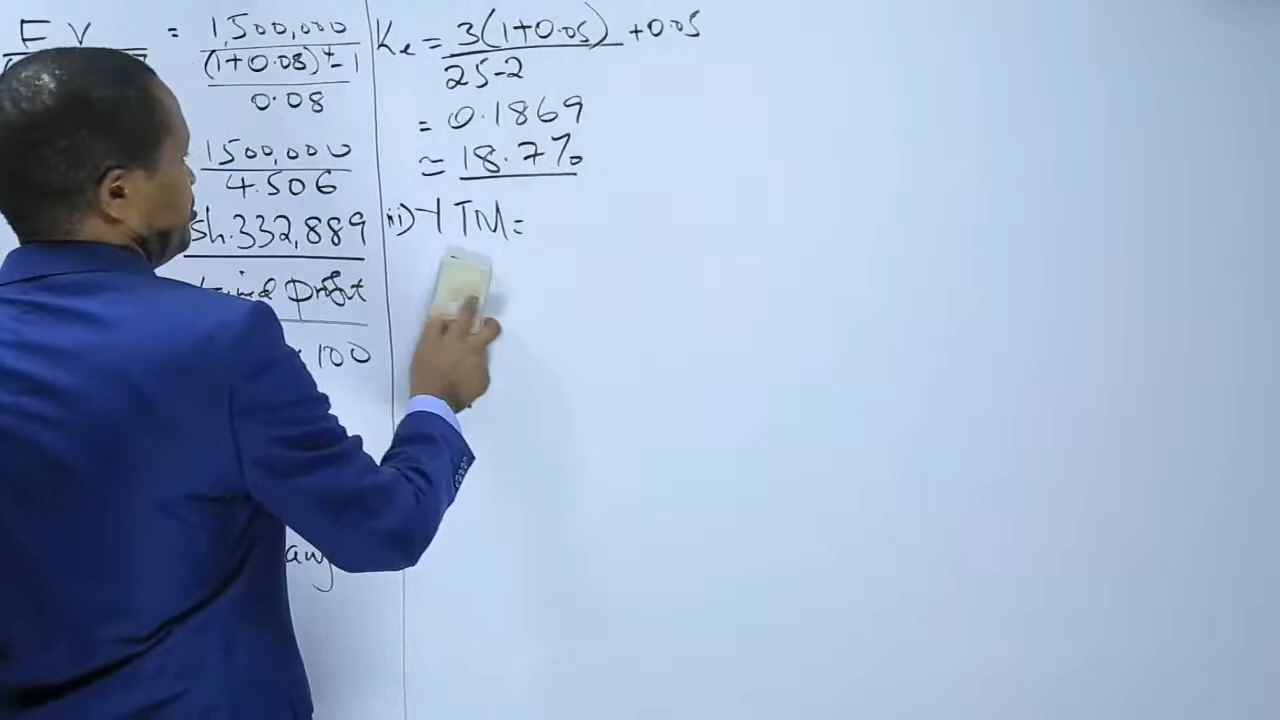 FV = 1,500,000
(1+0.08)⁴-1
0.08
1500,000
4.506
Sh.332,889
profit
100
Ke = 3(1+0.05) +0.05
25-2
= 0.1869
≃ 18.7%
ii) YTM=